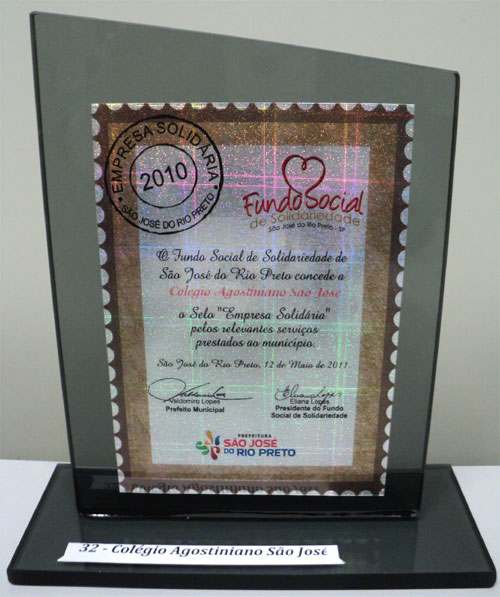 EMPRESA SOLIDÁRIA
2010
SÃO JOSÉ DO RIO PRETO
Fundo Social
de Solidariedade
São José do Rio Preto - SP
O Fundo Social de Solidariedade de
São José do Rio Preto concede a
Colégio Agostiniano São José
o Selo "Empresa Solidária"
pelos relevantes serviços
prestados ao município.
São José do Rio Preto, 12 de Maio de 2011.
Valdomiro Lopes
Prefeito Municipal
Eliana Lopes
Presidente do Fundo
Social de Solidariedade
PREFEITURA
SÃO JOSÉ
DO RIO PRETO
32 - Colégio Agostiniano São José